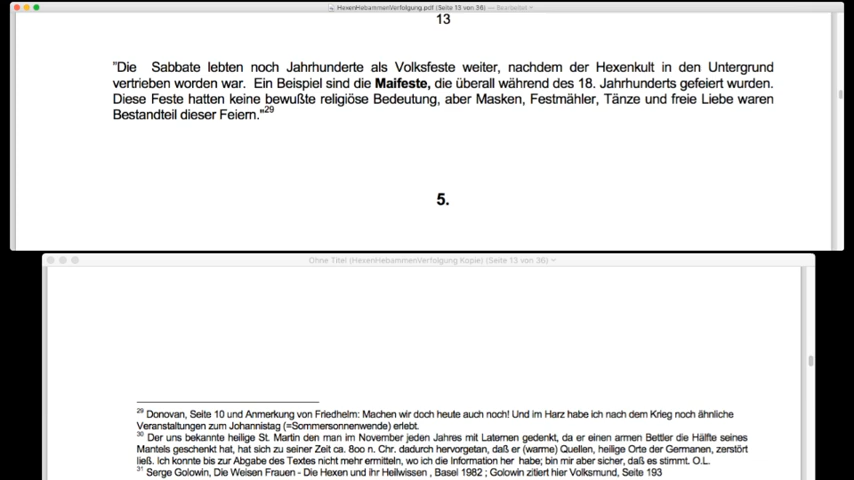 HexenHebammenVerfolgung.pdf (Seite 13 von 36) — Bearbeitet
13
"Die Sabbate lebten noch Jahrhunderte als Volksfeste weiter, nachdem der Hexenkult in den Untergrund
vertrieben worden war. Ein Beispiel sind die Maifeste, die überall während des 18. Jahrhunderts gefeiert wurden.
Diese Feste hatten keine bewußte religiöse Bedeutung, aber Masken, Festmähler, Tänze und freie Liebe waren
Bestandteil dieser Feiern."29
5.
Ohne Titel (HexenHebammenVerfolgung Kopie) (Seite 13 von 36)
29 Donovan, Seite 10 und Anmerkung von Friedhelm: Machen wir doch heute auch noch! Und im Harz habe ich nach dem Krieg noch ähnliche
Veranstaltungen zum Johannistag (=Sommersonnenwende) erlebt.
30 Der uns bekannte heilige St. Martin den man im November jeden Jahres mit Laternen gedenkt, da er einen armen Bettler die Hälfte seines
Mantels geschenkt hat, hat sich zu seiner Zeit ca. 8oo n. Chr. dadurch hervorgetan, daß er (warme) Quellen, heilige Orte der Germanen, zerstört
ließ. Ich konnte bis zur Abgabe des Textes nicht mehr ermitteln, wo ich die Information her habe; bin mir aber sicher, daß es stimmt. O.L.
31 Serge Golowin, Die Weisen Frauen - Die Hexen und ihr Heilwissen , Basel 1982 ; Golowin zitiert hier Volksmund, Seite 193